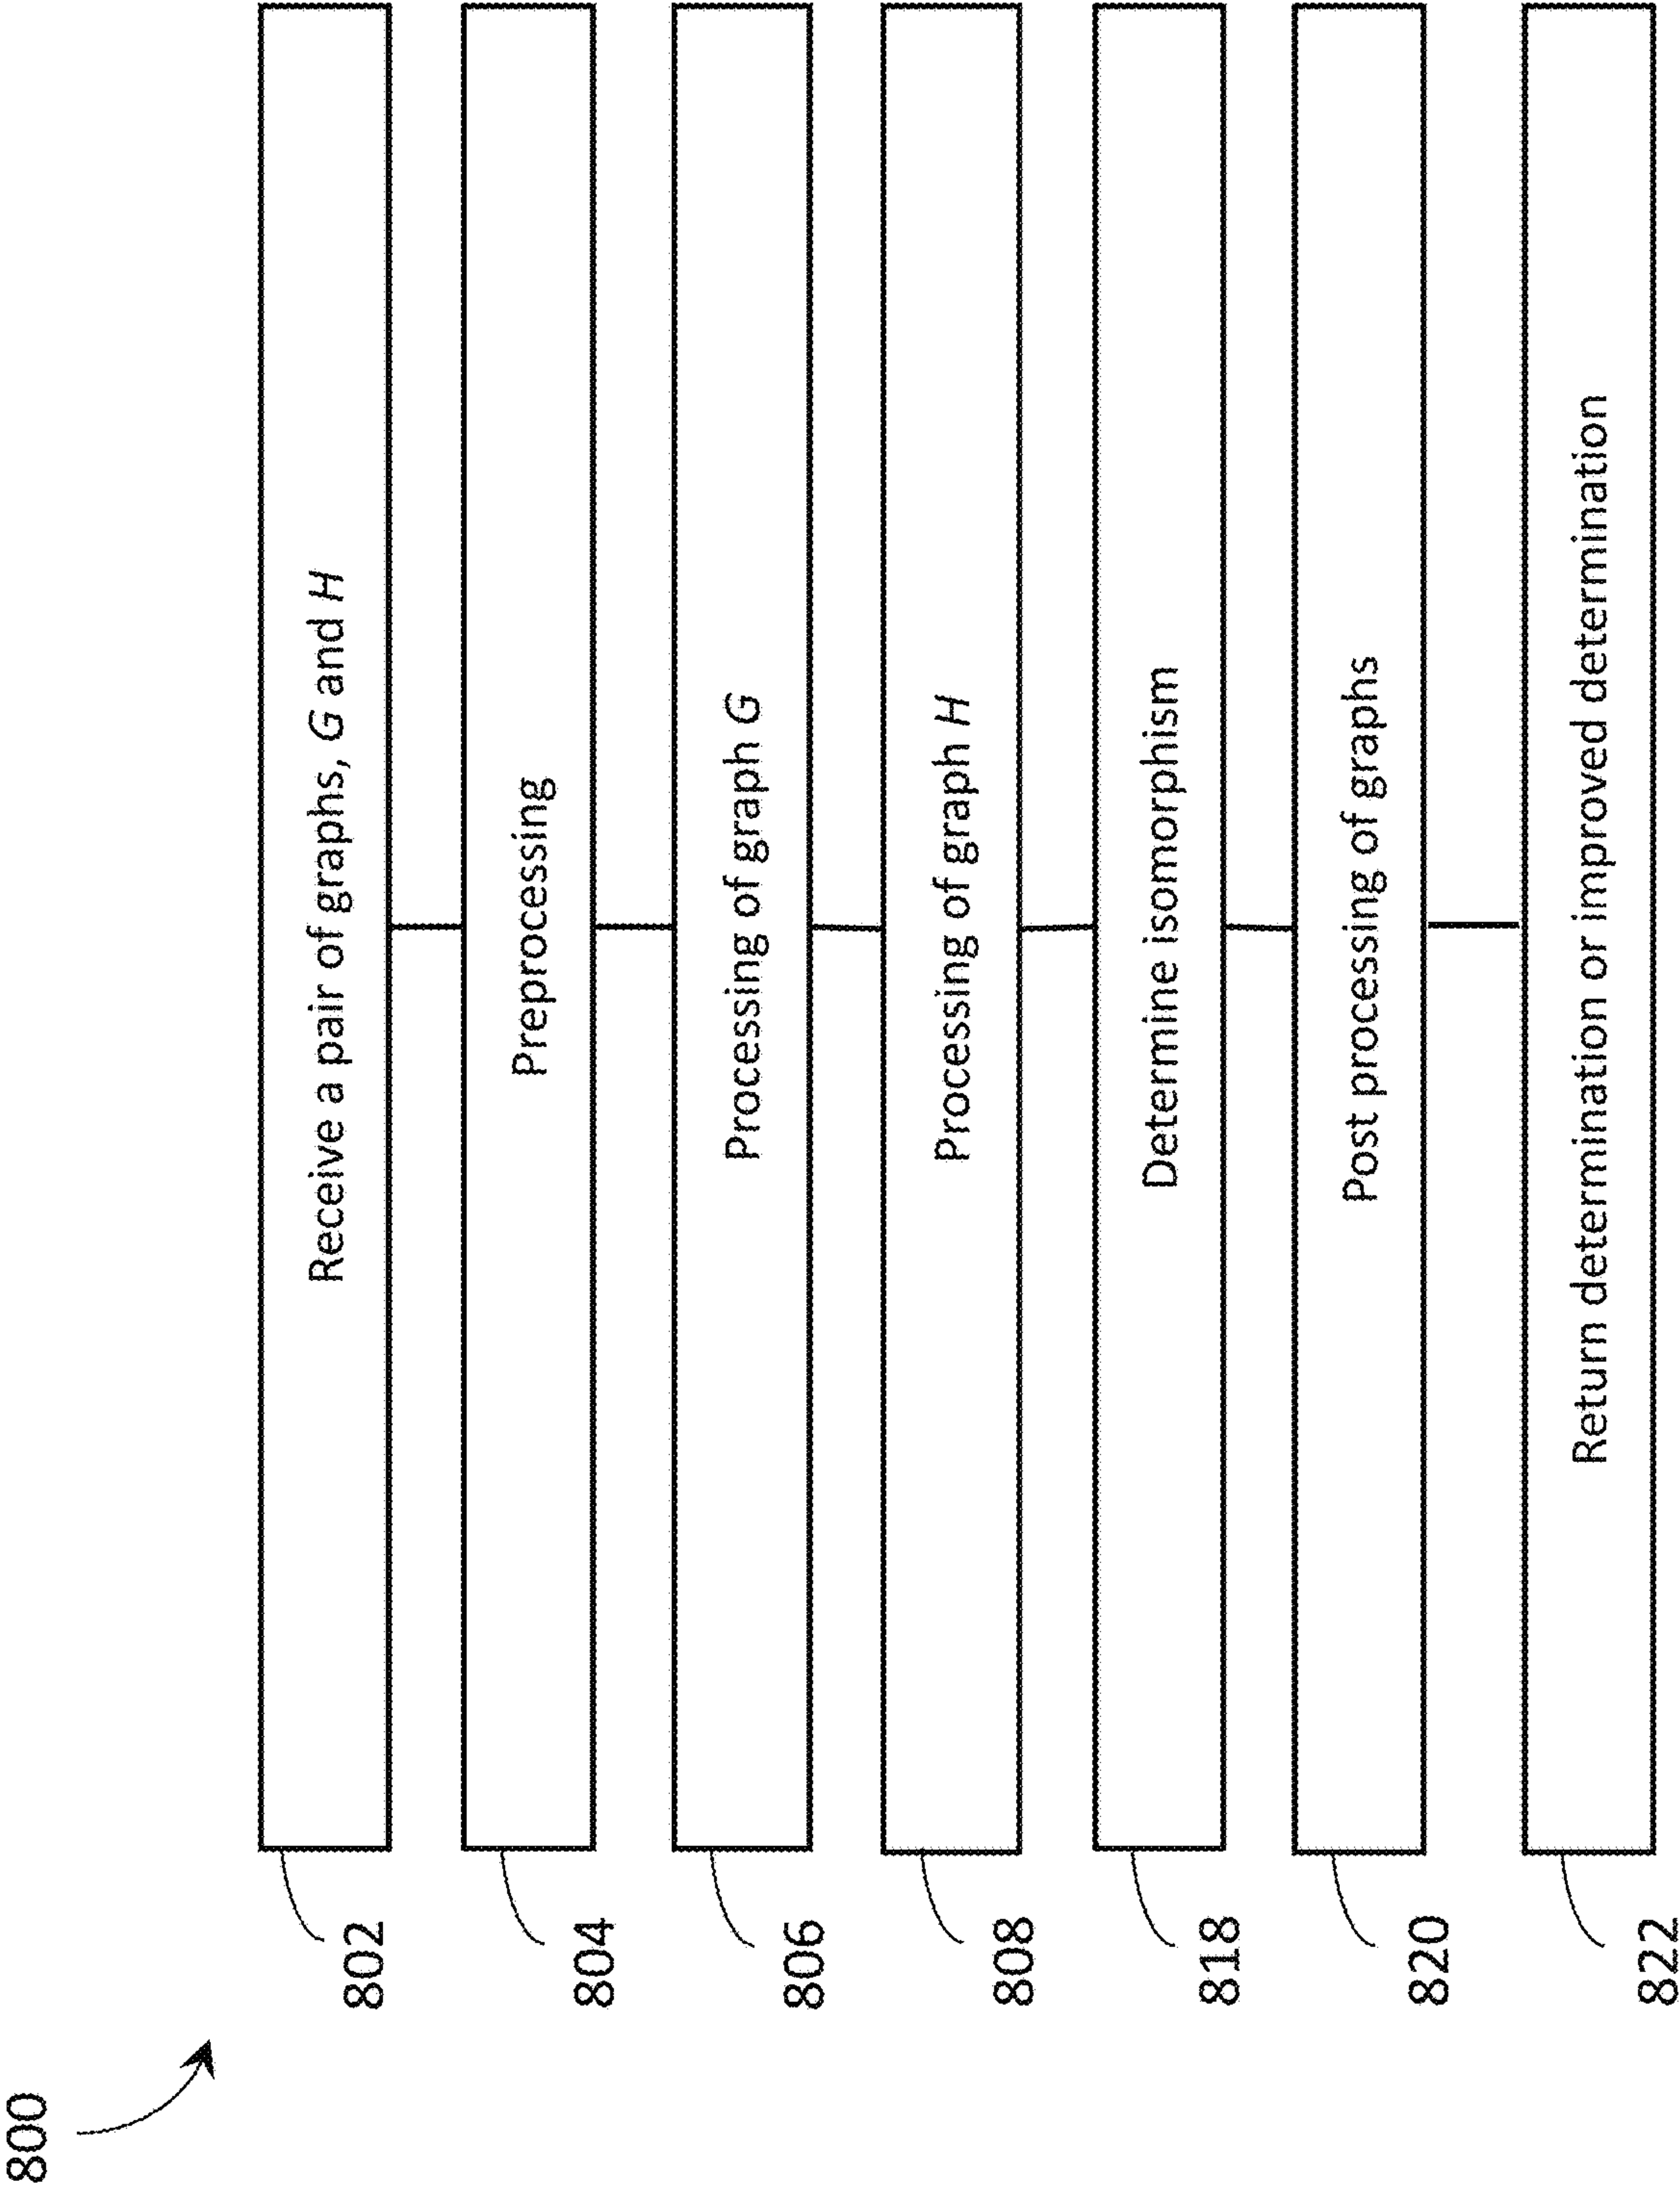 800
802
Receive a pair of graphs, G and H
804
Preprocessing
806
Processing of graph G
808
Processing of graph H
818
Determine isomorphism
820
Post processing of graphs
822
Return determination or improved determination